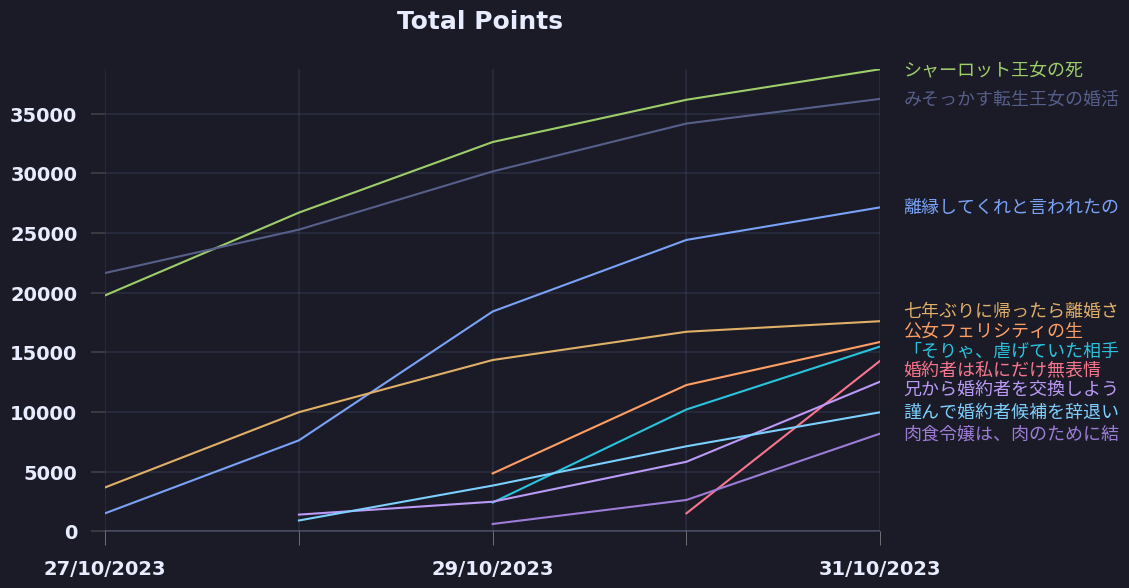 Total Points
35000
30000
25000
20000
15000
10000
5000
0
27/10/2023
29/10/2023
31/10/2023
シャーロット王女の死
みそっかす転生王女の婚活
離縁してくれと言われたの
七年ぶりに帰ったら離婚さ
公女フェリシティの生
「そりゃ、虐げていた相手
婚約者は私にだけ無表情
兄から婚約者を交換しよう
謹んで婚約者候補を辞退い
肉食令嬢は、肉のために結